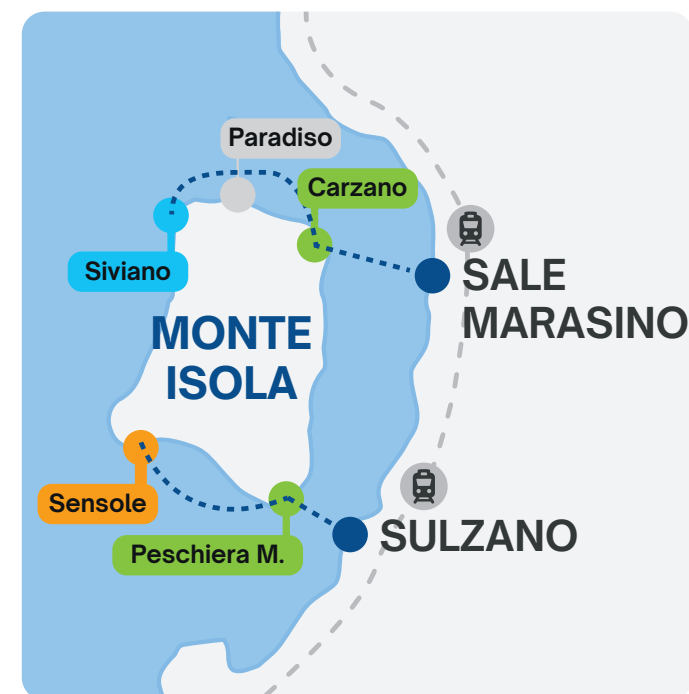 Paradiso
Carzano
Siviano
SALE
MARASINO
MONTE
ISOLA
Sensole
Peschiera M.
SULZANO